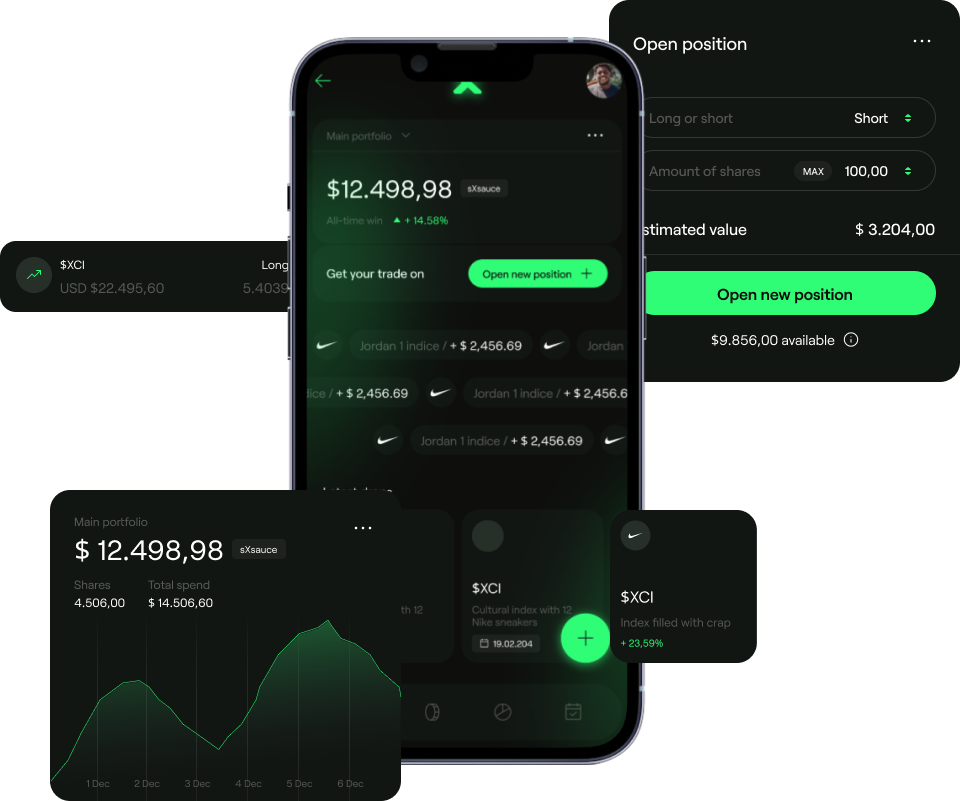 Open position
Long or short
Short
Amount of shares
MAX
100,00
stimated value
$ 3.204,00
Open new position
$9.856,00 available
Main portfolio
$12.498,98
sXsauce
All-time win
+ 14.58%
Get your trade on
Open new position
$XCI
Long
USD $22.495,60
5.4039
Jordan 1 indice / + $ 2,456.69
Jordan
dice / + $ 2,456.69
Jordan 1 indice / + $ 2,456.6
Jordan 1 indice / + $ 2,456.69
Main portfolio
$ 12.498,98
sXsauce
Shares
Total spend
4.506,00
$ 14.506,60
1 Dec
2 Dec
3 Dec
4 Dec
5 Dec
6 Dec
th 12
$XCI
Cultural index with 12
Nike sneakers
19.02.204
$XCI
Index filled with crap
+ 23,59%